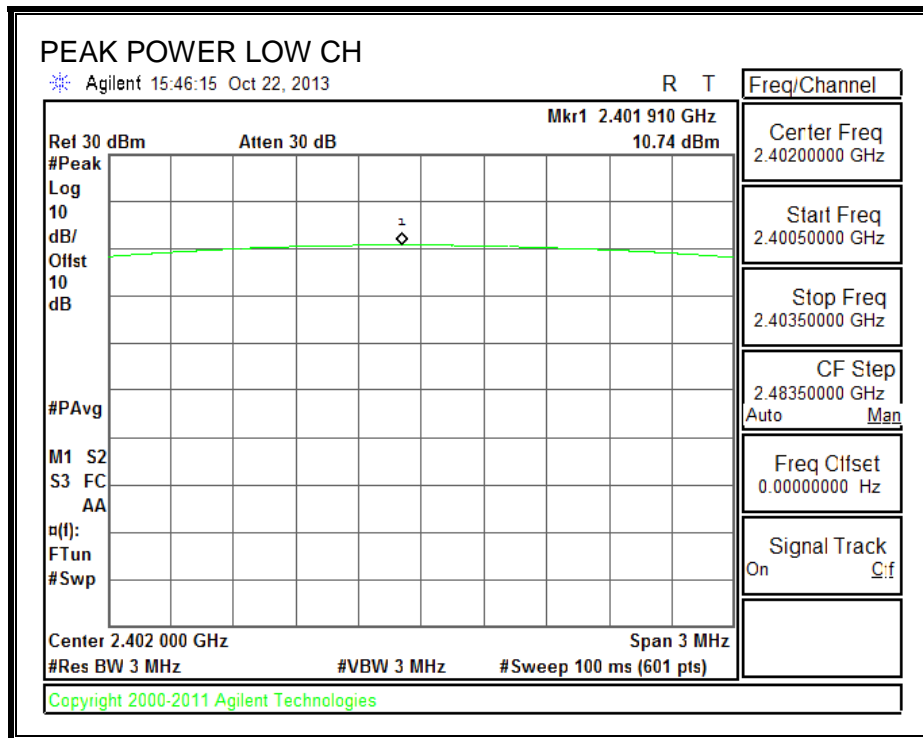 PEAK POWER LOW CH
Agilent 15:46:15 Oct 22, 2013 R T
Mkr1 2.401 910 GHz
Ref 30 dBm Atten 30 dB 10.74 dBm
#Peak
Log
10
dB/
Offst
10
dB
1
#PAvg
M1 S2
S3 FC
AA
¤(f):
FTun
#Swp
Center 2.402 000 GHz Span 3 MHz
#Res BW 3 MHz #VBW 3 MHz #Sweep 100 ms (601 pts)
Copyright 2000-2011 Agilent Technologies
Freq/Channel
Center Freq
2.40200000 GHz
Start Freq
2.40050000 GHz
Stop Freq
2.40350000 GHz
CF Step
2.48350000 GHz
Auto Man
Freq Offset
0.00000000 Hz
Signal Track
On Off